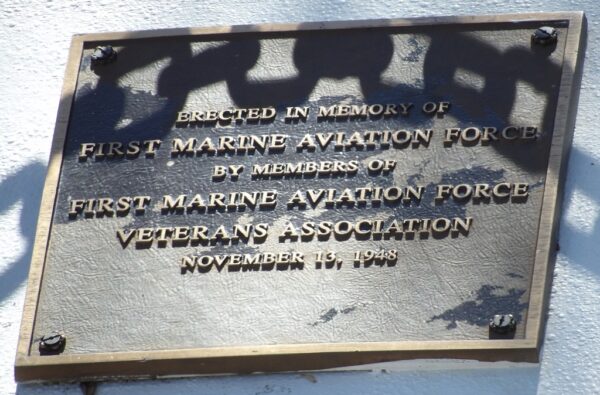 ERECTED IN MEMORY OF
FIRST MARINE AVIATION FORCE
BY MEMBERS OF
FIRST MARINE AVIATION FORCE
VETERANS ASSOCIATION
NOVEMBER 13, 1948